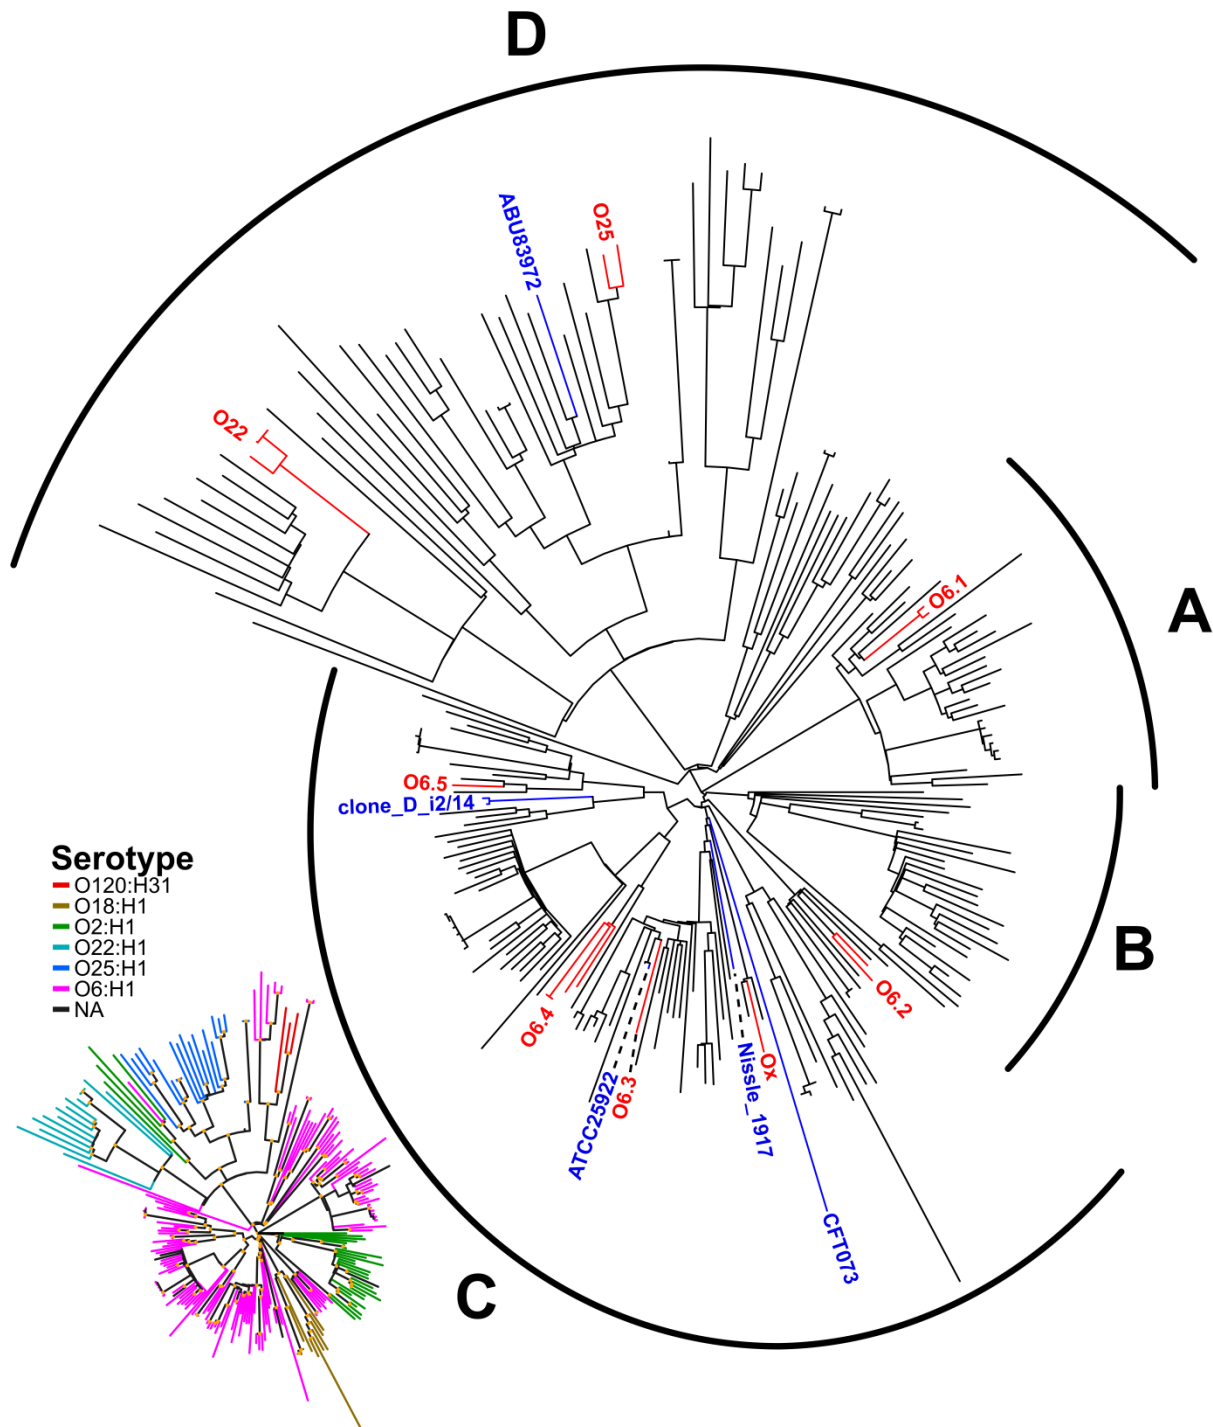 D
ABU83972
O25
O22
O6.1
A
O6.5
clone_D_i2/14
Serotype
O120:H31
O18:H1
O2:H1
O22:H1
O25:H1
O6:H1
NA
B
O6.2
O6.4
Ox
Nissle_1917
O6.3
ATCC25922
CFT073
C